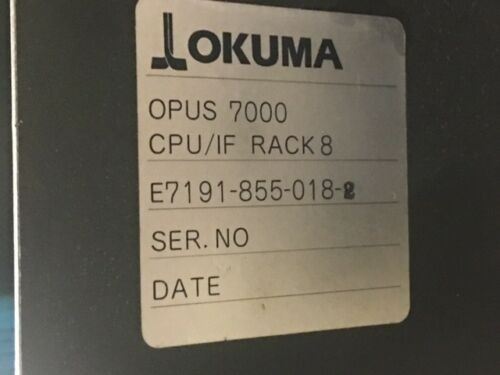 OKUMA
OPUS 7000
CPU/IF RACK 8
E7191-855-018-2
SER. NO
DATE